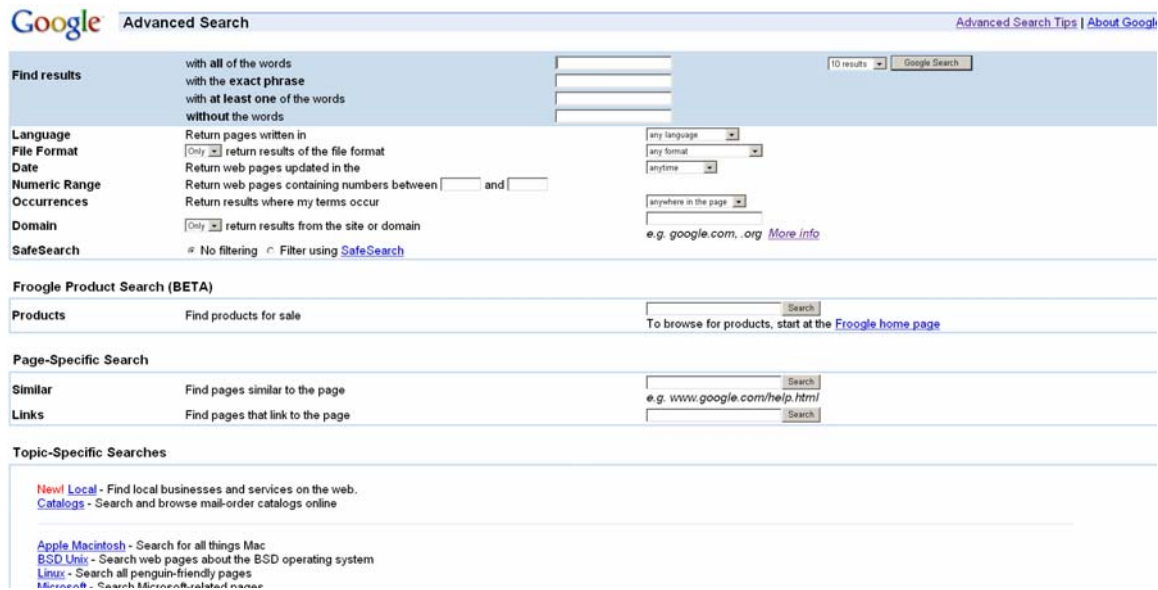 Google Advanced Search Advanced Search Tips | About Google
Find results with all of the words 10 results Google Search
with the exact phrase
with at least one of the words
without the words
Language Return pages written in any language
File Format Only return results of the file format any format
Date Return web pages updated in the anytime
Numeric Range Return web pages containing numbers between and
Occurrences Return results where my terms occur anywhere in the page
Domain Only return results from the site or domain
e.g. google.com, .org More info
SafeSearch No filtering Filter using SafeSearch
Froogle Product Search (BETA)
Products Find products for sale Search
To browse for products, start at the Froogle home page
Page-Specific Search
Similar Find pages similar to the page Search
e.g. www.google.com/help.html
Links Find pages that link to the page Search
Topic-Specific Searches
New! Local - Find local businesses and services on the web.
Catalogs - Search and browse mail-order catalogs online
Apple Macintosh - Search for all things Mac
BSD Unix - Search web pages about the BSD operating system
Linux - Search all penguin-friendly pages
Microsoft - Search Microsoft-related pages